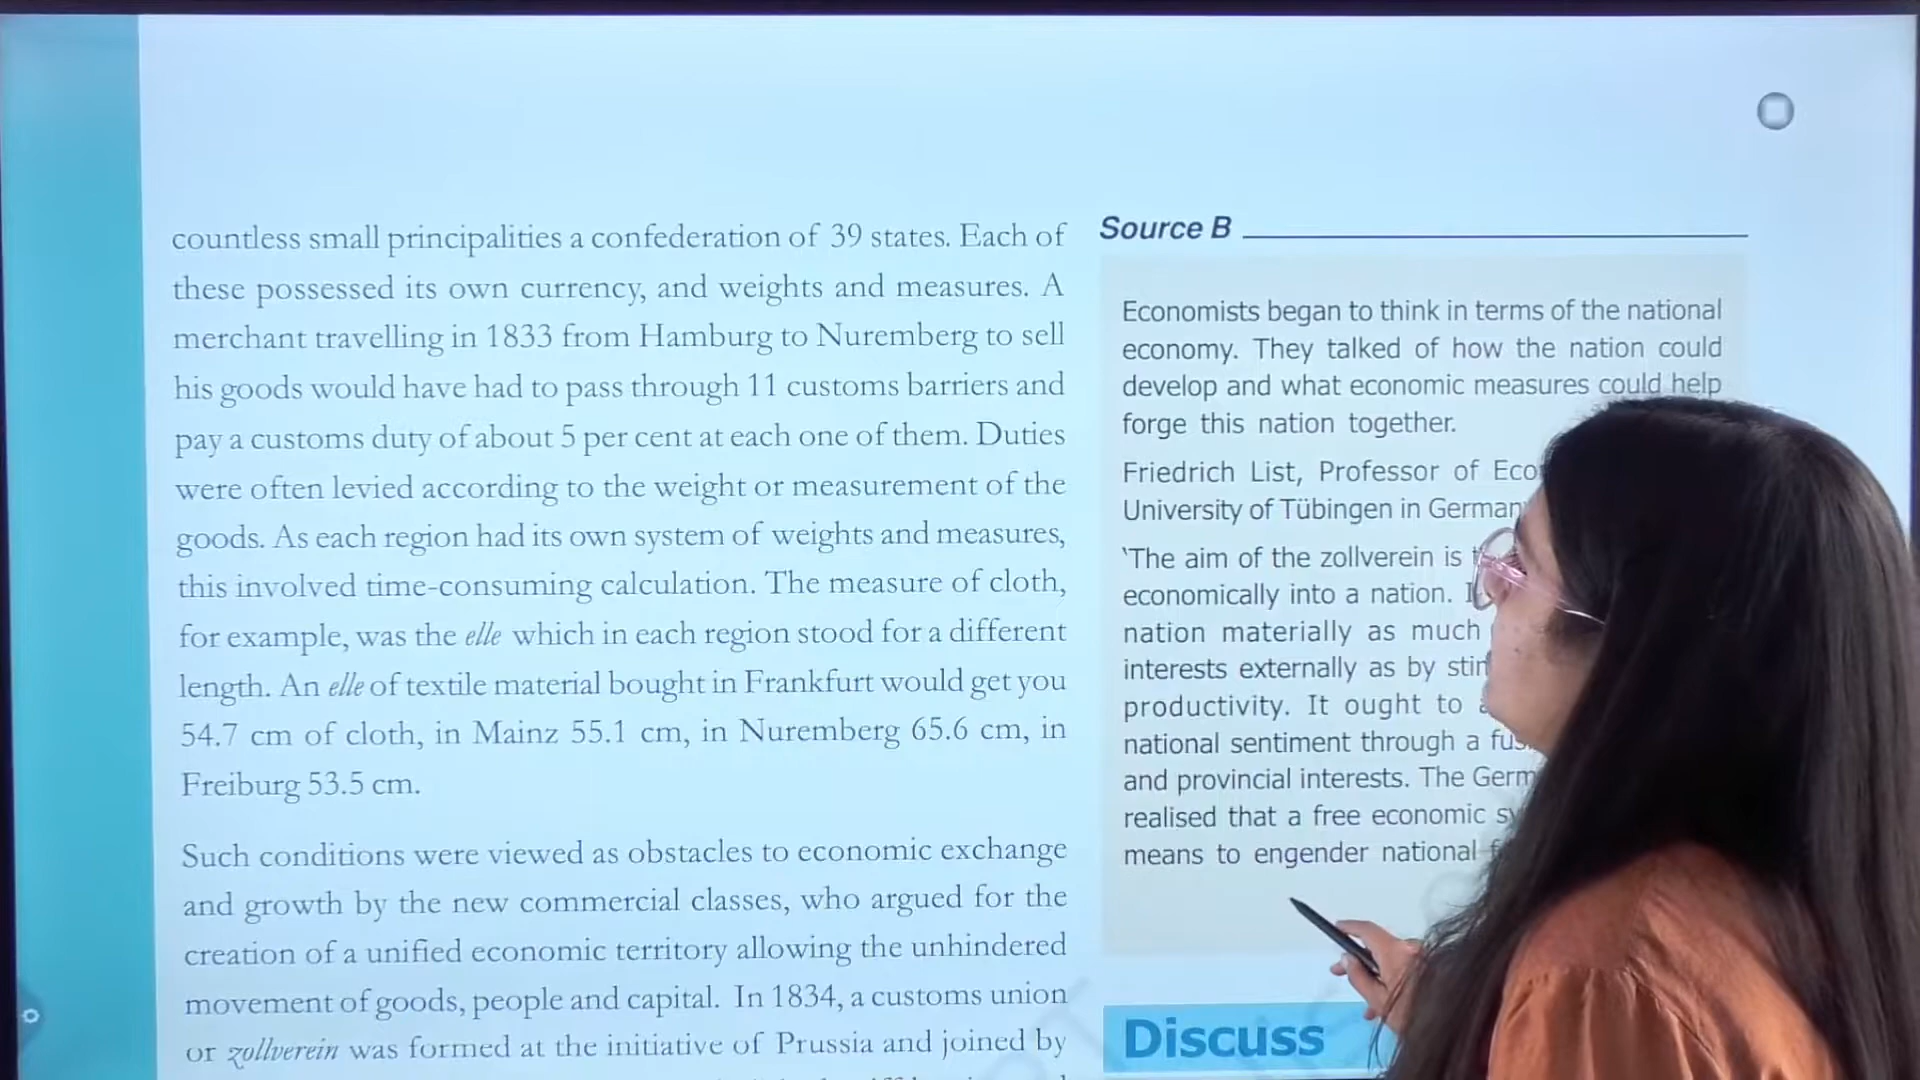 countless small principalities a confederation of 39 states. Each of
these possessed its own currency, and weights and measures. A
merchant travelling in 1833 from Hamburg to Nuremberg to sell
his goods would have had to pass through 11 customs barriers and
pay a customs duty of about 5 per cent at each one of them. Duties
were often levied according to the weight or measurement of the
goods. As each region had its own system of weights and measures,
this involved time-consuming calculation. The measure of cloth,
for example, was the elle which in each region stood for a different
length. An elle of textile material bought in Frankfurt would get you
54.7 cm of cloth, in Mainz 55.1 cm, in Nuremberg 65.6 cm, in
Freiburg 53.5 cm.
Such conditions were viewed as obstacles to economic exchange
and growth by the new commercial classes, who argued for the
creation of a unified economic territory allowing the unhindered
movement of goods, people and capital. In 1834, a customs union
or zollverein was formed at the initiative of Prussia and joined by
Source B
Economists began to think in terms of the national
economy. They talked of how the nation could
develop and what economic measures could help
forge this nation together.
Friedrich List, Professor of
University of Tübingen in
'The aim of the zollverein is
economically into a nation.
nation materially as much
interests externally as by
productivity. It ought to
national sentiment through a
and provincial interests. The
realised that a free economic
means to engender national
Discuss